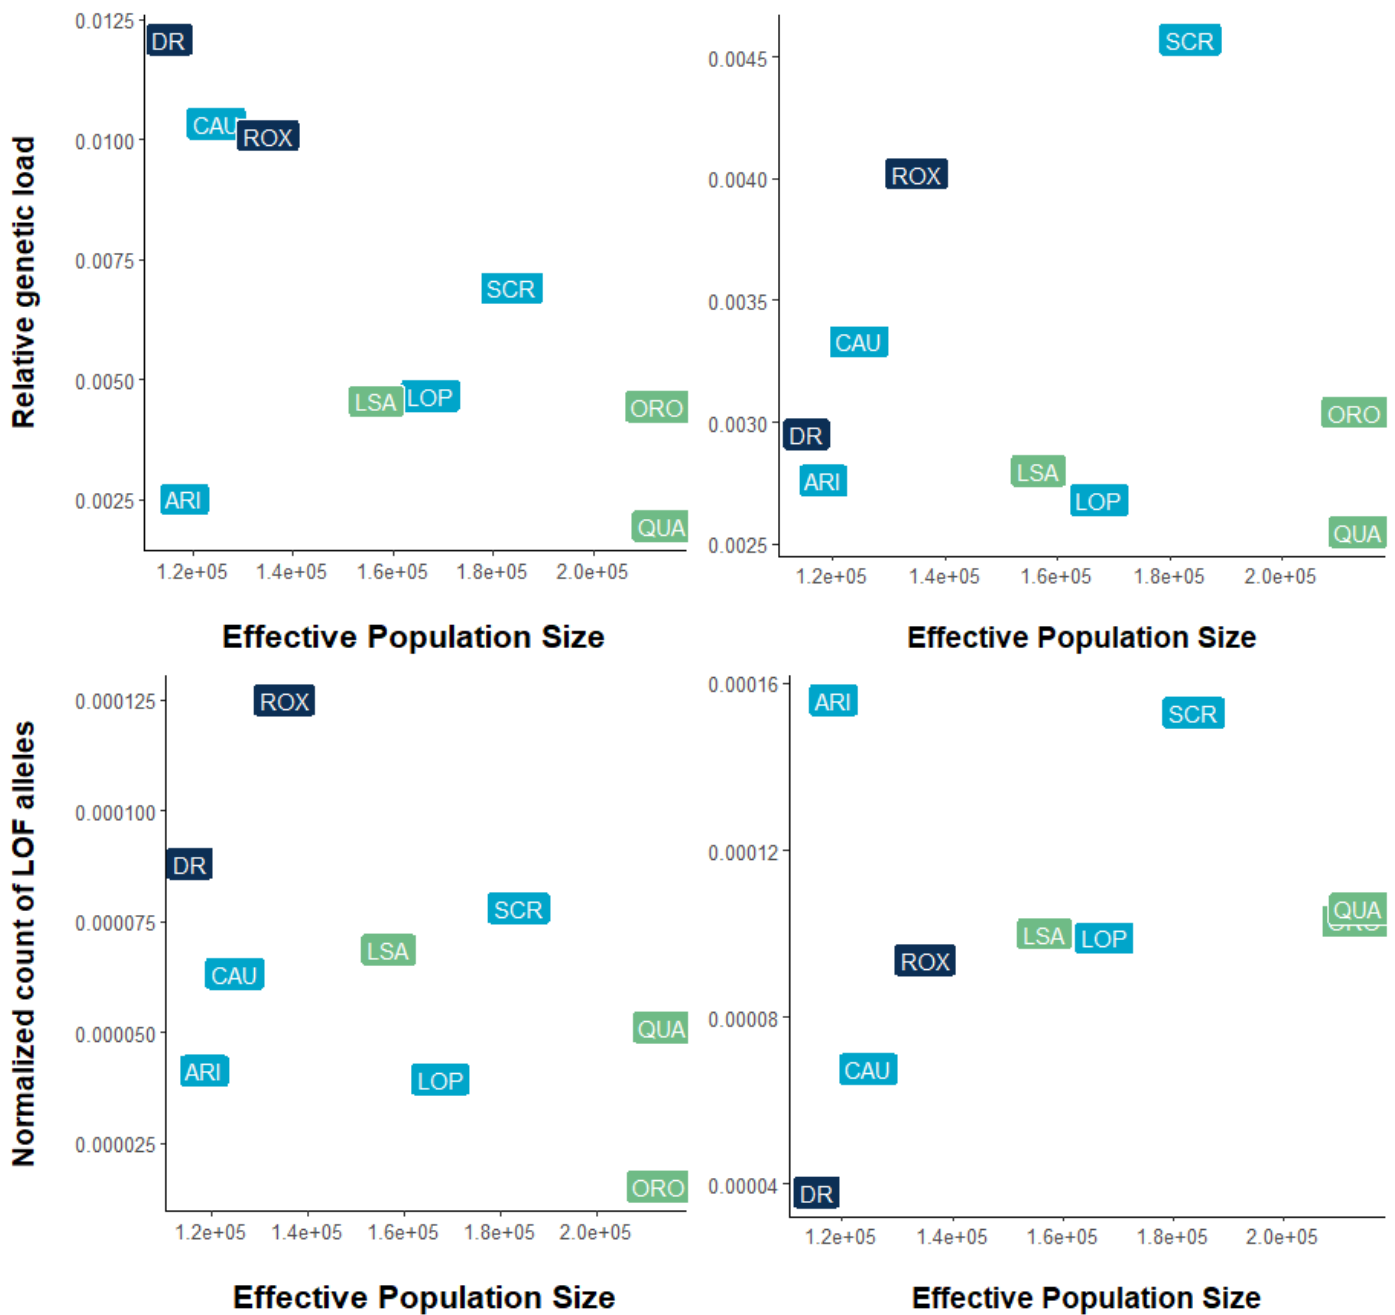 Relative genetic load
0.0125
0.0100
0.0075
0.0050
0.0025
DR
CAU
ROX
SCR
LSA
LOP
ORO
ARI
QUA
1.2e+05 1.4e+05 1.6e+05 1.8e+05 2.0e+05
Effective Population Size
0.0045
0.0040
0.0035
0.0030
0.0025
SCR
ROX
CAU
DR
ORO
ARI
LSA
LOP
QUA
1.2e+05 1.4e+05 1.6e+05 1.8e+05 2.0e+05
Effective Population Size
Normalized count of LOF alleles
0.000125
0.000100
0.000075
0.000050
0.000025
ROX
DR
SCR
LSA
CAU
QUA
ARI
LOP
ORO
1.2e+05 1.4e+05 1.6e+05 1.8e+05 2.0e+05
Effective Population Size
0.00016
0.00012
0.00008
0.00004
ARI
SCR
QUA
ORO
LSA
LOP
ROX
CAU
DR
1.2e+05 1.4e+05 1.6e+05 1.8e+05 2.0e+05
Effective Population Size